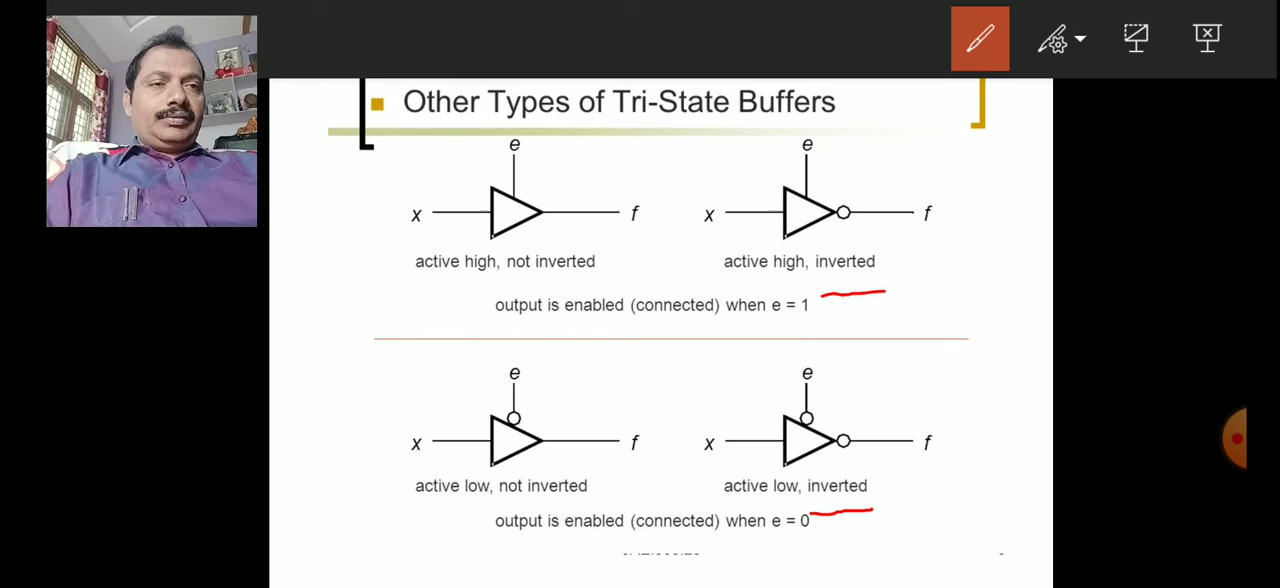 Other Types of Tri-State Buffers
e e
x f x f
active high, not inverted active high, inverted
output is enabled (connected) when e = 1
e e
x f x f
active low, not inverted active low, inverted
output is enabled (connected) when e = 0